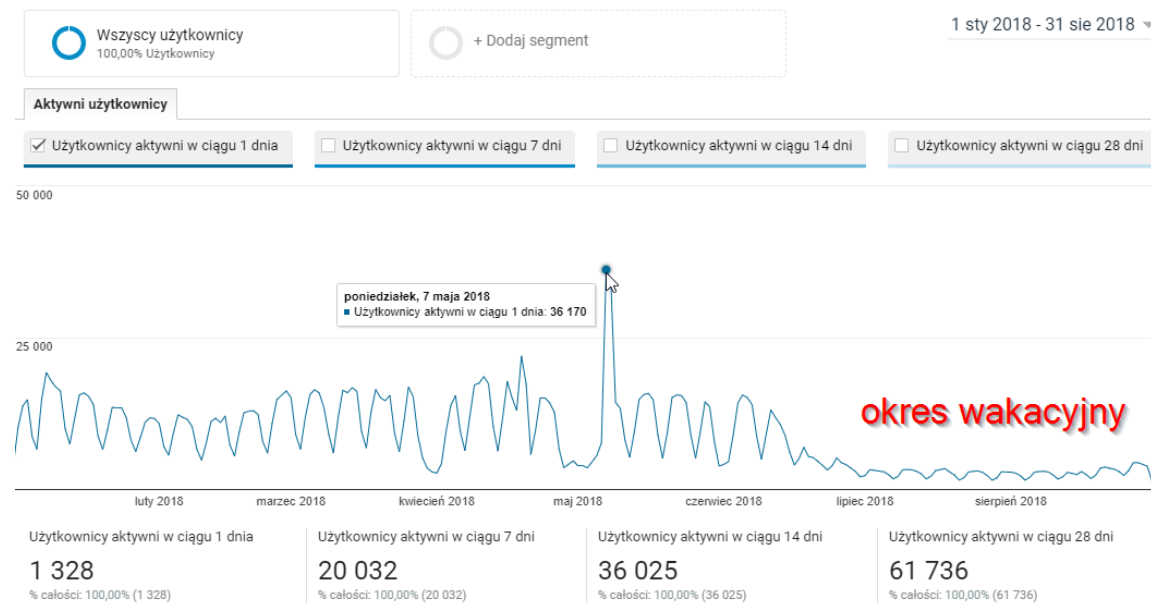 Wszyscy użytkownicy
100,00% Użytkownicy
+ Dodaj segment
1 sty 2018 - 31 sie 2018
Aktywni użytkownicy
Użytkownicy aktywni w ciągu 1 dnia
Użytkownicy aktywni w ciągu 7 dni
Użytkownicy aktywni w ciągu 14 dni
Użytkownicy aktywni w ciągu 28 dni
50 000
poniedziałek, 7 maja 2018
Użytkownicy aktywni w ciągu 1 dnia: 36 170
25 000
okres wakacyjny
luty 2018
marzec 2018
kwiecień 2018
maj 2018
czerwiec 2018
lipiec 2018
sierpień 2018
Użytkownicy aktywni w ciągu 1 dnia
1 328
% całości: 100,00% (1 328)
Użytkownicy aktywni w ciągu 7 dni
20 032
% całości: 100,00% (20 032)
Użytkownicy aktywni w ciągu 14 dni
36 025
% całości: 100,00% (36 025)
Użytkownicy aktywni w ciągu 28 dni
61 736
% całości: 100,00% (61 736)